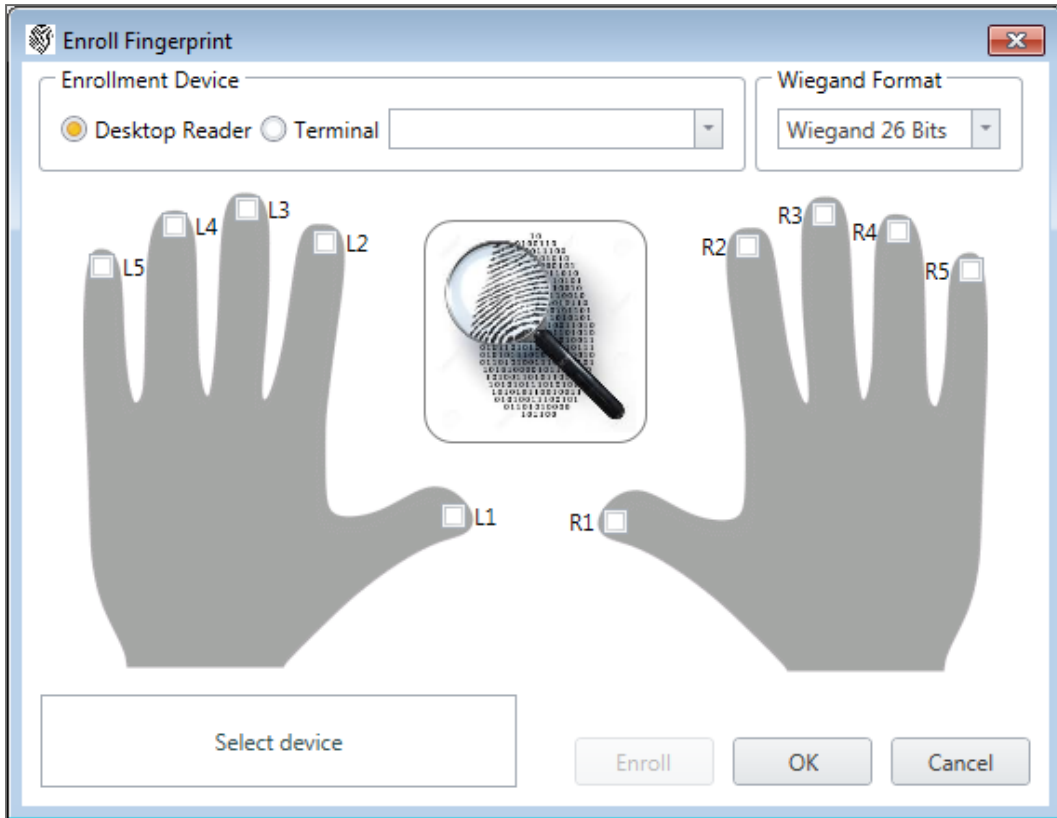 Enroll Fingerprint
Enrollment Device
Wiegand Format
Desktop Reader Terminal
Wiegand 26 Bits
L5
L4
L3
L2
R2
R3
R4
R5
L1
R1
Select device
Enroll
OK
Cancel